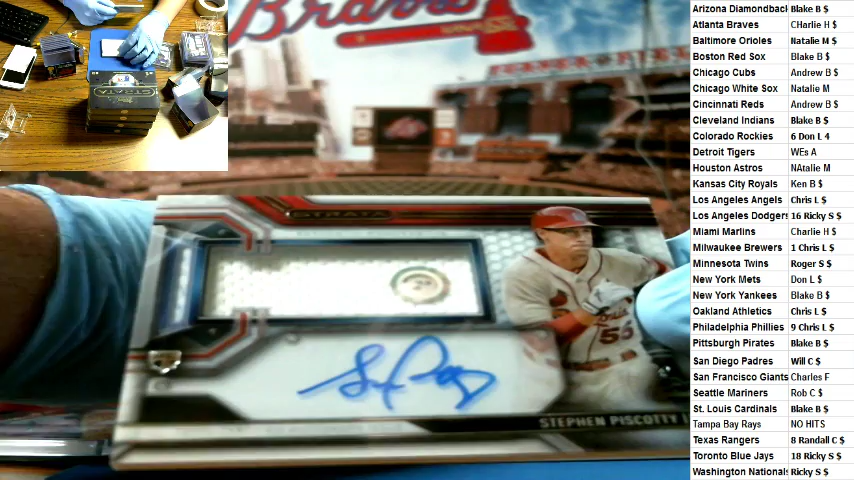 Braves
STRATA
STRATA
55
STEPHEN PISCOTTY
Arizona Diamondback Blake B $
Atlanta Braves Charlie H $
Baltimore Orioles Natalie M $
Boston Red Sox Blake B $
Chicago Cubs Andrew B $
Chicago White Sox Natalie M
Cincinnati Reds Andrew B $
Cleveland Indians Blake B $
Colorado Rockies 6 Don L 4
Detroit Tigers WEs A
Houston Astros NAtalie M
Kansas City Royals Ken B $
Los Angeles Angels Chris L $
Los Angeles Dodgers 16 Ricky S $
Miami Marlins Charlie H $
Milwaukee Brewers 1 Chris L $
Minnesota Twins Roger S $
New York Mets Don L $
New York Yankees Blake B $
Oakland Athletics Chris L $
Philadelphia Phillies 9 Chris L $
Pittsburgh Pirates Blake B $
San Diego Padres Will C $
San Francisco Giants Charles F
Seattle Mariners Rob C $
St. Louis Cardinals Blake B $
Tampa Bay Rays NO HITS
Texas Rangers 8 Randall C $
Toronto Blue Jays 18 Ricky S $
Washington Nationals Ricky S $